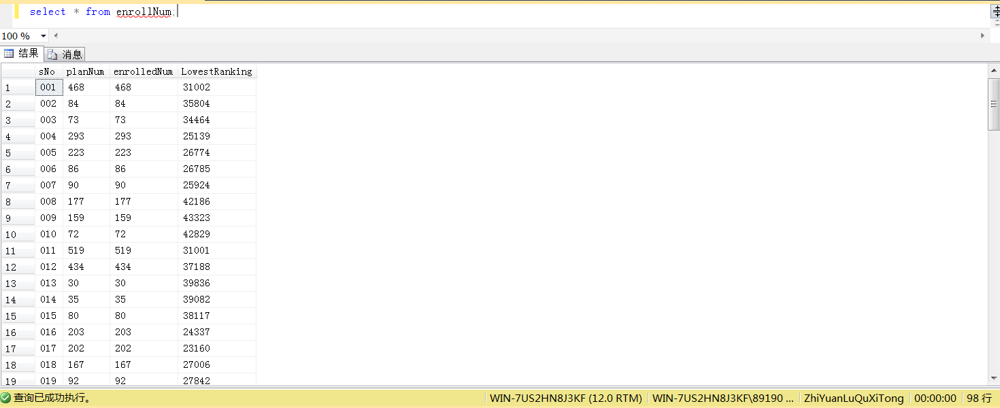 select * from enrollNum;
100 %
结果 消息
sNo planNum enrolledNum LowestRanking
1 001 468 468 31002
2 002 84 84 35804
3 003 73 73 34464
4 004 293 293 25139
5 005 223 223 26774
6 006 86 86 26785
7 007 90 90 25924
8 008 177 177 42186
9 009 159 159 43323
10 010 72 72 42829
11 011 519 519 31001
12 012 434 434 37188
13 013 30 30 39836
14 014 35 35 39082
15 015 80 80 38117
16 016 203 203 24337
17 017 202 202 23160
18 018 167 167 27006
19 019 92 92 27842
查询已成功执行。 WIN-7US2HN8J3KF (12.0 RTM) WIN-7US2HN8J3KF\89190 ... ZhiYuanLuQuXiTong 00:00:00 98 行